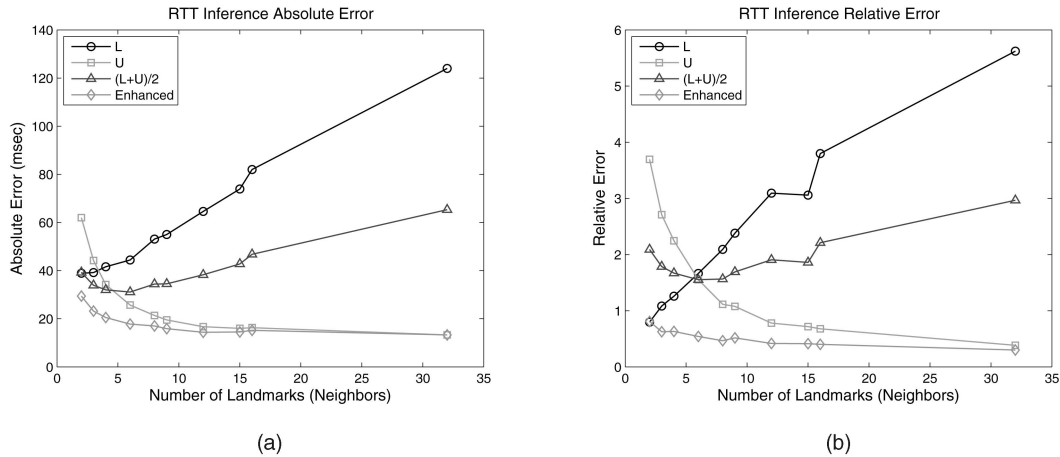 RTT Inference Absolute Error
140
120
100
80
60
40
20
0
Absolute Error (msec)
L
U
(L+U)/2
Enhanced
0 5 10 15 20 25 30 35
Number of Landmarks (Neighbors)
(a)
RTT Inference Relative Error
6
5
4
3
2
1
0
Relative Error
L
U
(L+U)/2
Enhanced
0 5 10 15 20 25 30 35
Number of Landmarks (Neighbors)
(b)